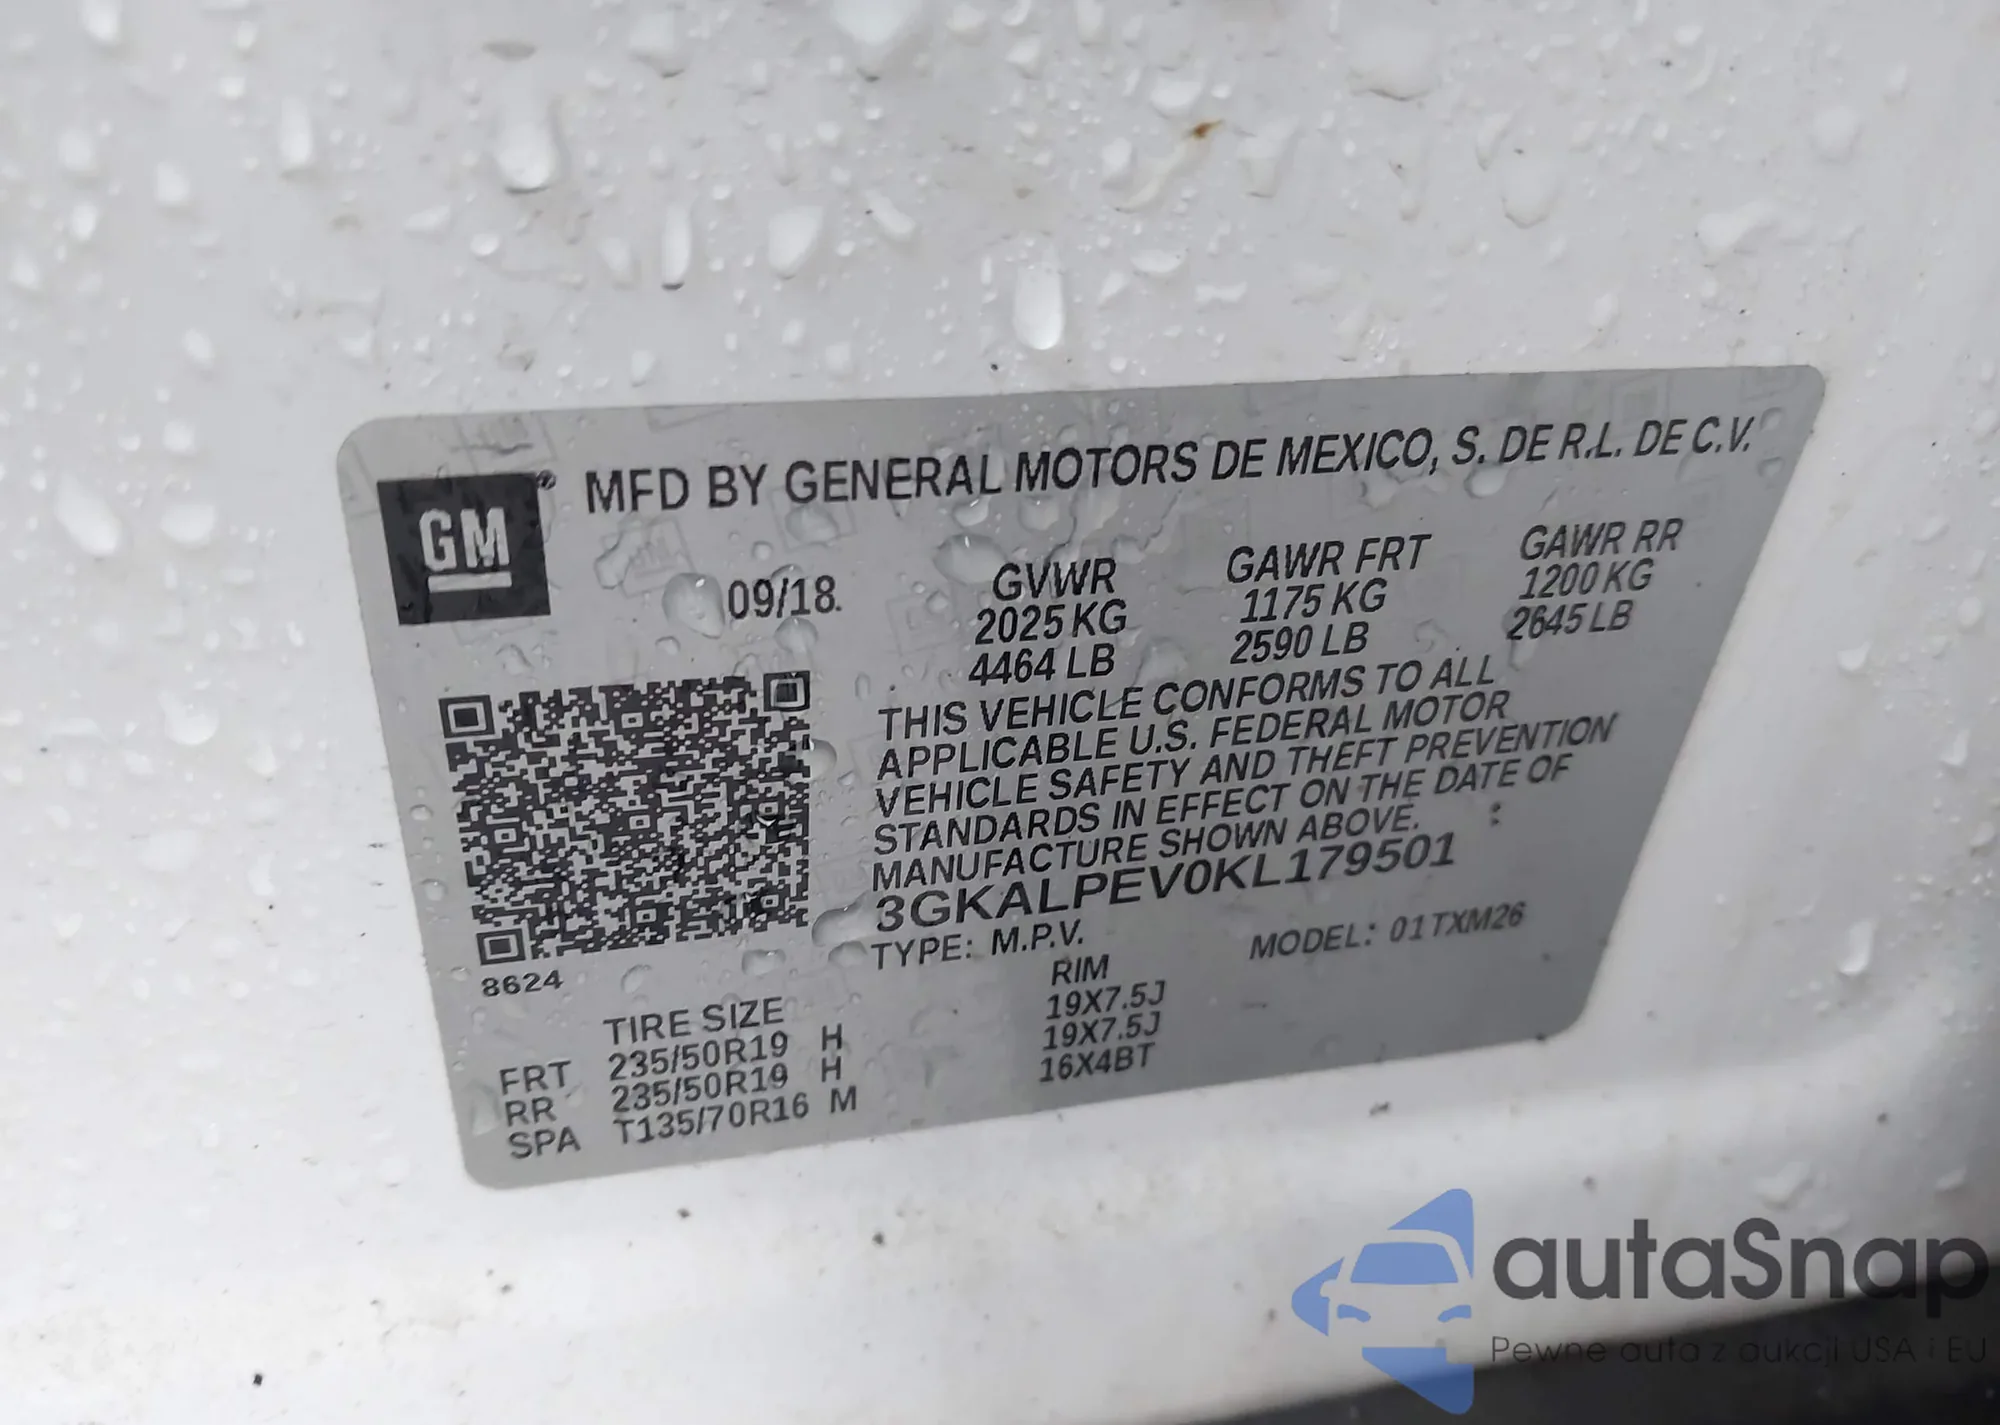 GM® MFD BY GENERAL MOTORS DE MEXICO, S. DE R.L. DE C.V.
09/18
GVWR GAWR FRT GAWR RR
2025 KG 1175 KG 1200 KG
4464 LB 2590 LB 2645 LB
THIS VEHICLE CONFORMS TO ALL
APPLICABLE U.S. FEDERAL MOTOR
VEHICLE SAFETY AND THEFT PREVENTION
STANDARDS IN EFFECT ON THE DATE OF
MANUFACTURE SHOWN ABOVE.
3GKALPEV0KL179501
TYPE: M.P.V. MODEL: 01TXM26
8624
TIRE SIZE RIM
FRT 235/50R19 H 19X7.5J
RR 235/50R19 H 19X7.5J
SPA T135/70R16 M 16X4BT
autaSnap
Pewne auta z aukcji USA i EU